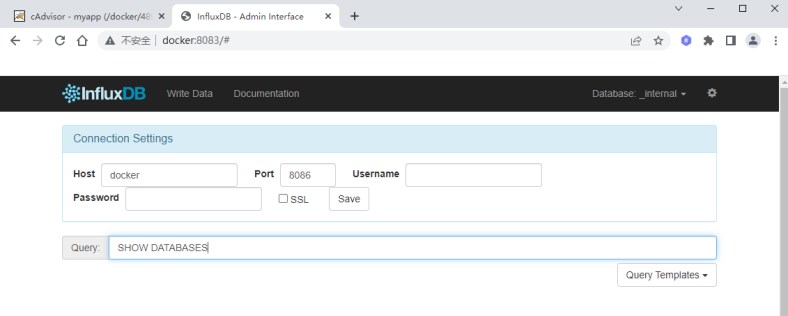 cAdvisor - myapp (/docker/48
InfluxDB - Admin Interface
不安全 docker:8083/#
InfluxDB Write Data Documentation Database: _internal
Connection Settings
Host docker Port 8086 Username
Password SSL Save
Query: SHOW DATABASES
Query Templates